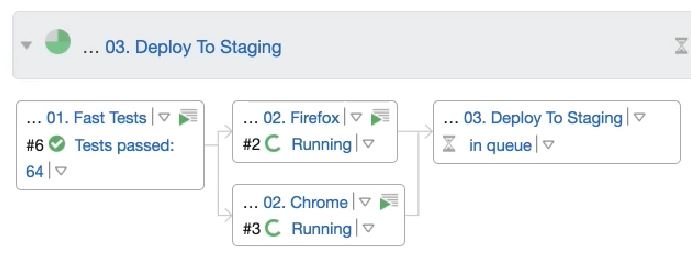 ... 03. Deploy To Staging
... 01. Fast Tests
#6 Tests passed:
64
... 02. Firefox
#2 Running
... 02. Chrome
#3 Running
... 03. Deploy To Staging
in queue